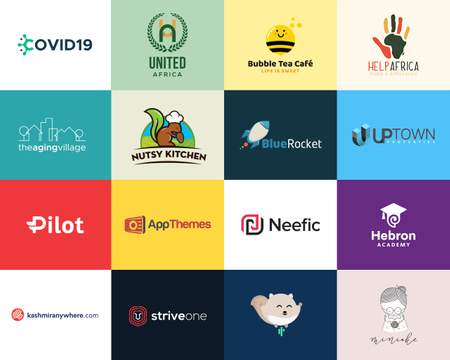 COVID19
UNITED
AFRICA
Bubble Tea Café
LIFE IS SWEET
HELPAFRICA
theagingvillage
NUTSY KITCHEN
BlueRocket
UPTOWN
PROPERTIES
Pilot
AppThemes
Neefic
Hebron
ACADEMY
kashmiranywhere.com
striveone